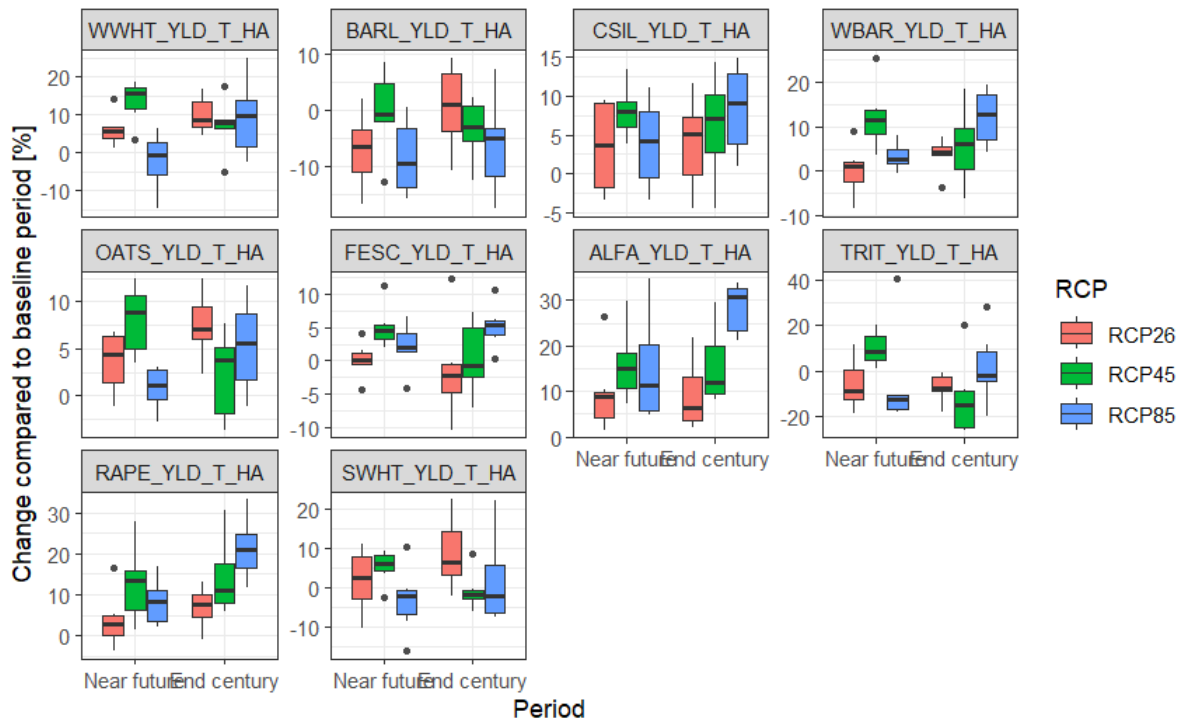 Change compared to baseline period [%]
WWHT_YLD_T_HA
20
10
0
-10
BARL_YLD_T_HA
10
0
-10
CSIL_YLD_T_HA
15
10
5
0
-5
WBAR_YLD_T_HA
20
10
0
-10
OATS_YLD_T_HA
10
5
0
FESC_YLD_T_HA
10
5
0
-5
-10
ALFA_YLD_T_HA
30
20
10
0
Near future End century
TRIT_YLD_T_HA
40
20
0
-20
Near future End century
RAPE_YLD_T_HA
30
20
10
0
Near future End century
SWHT_YLD_T_HA
20
10
0
-10
Near future End century
Period
RCP
RCP26
RCP45
RCP85